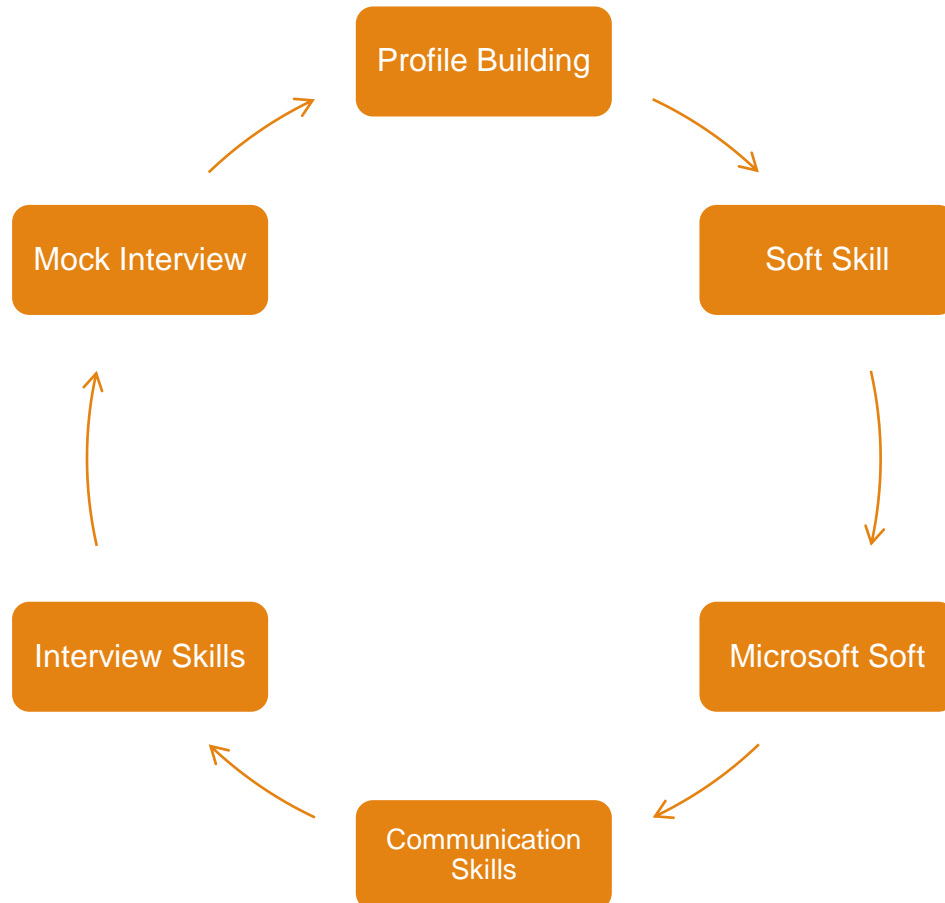 Profile Building
Soft Skill
Microsoft Soft
Communication
Skills
Interview Skills
Mock Interview